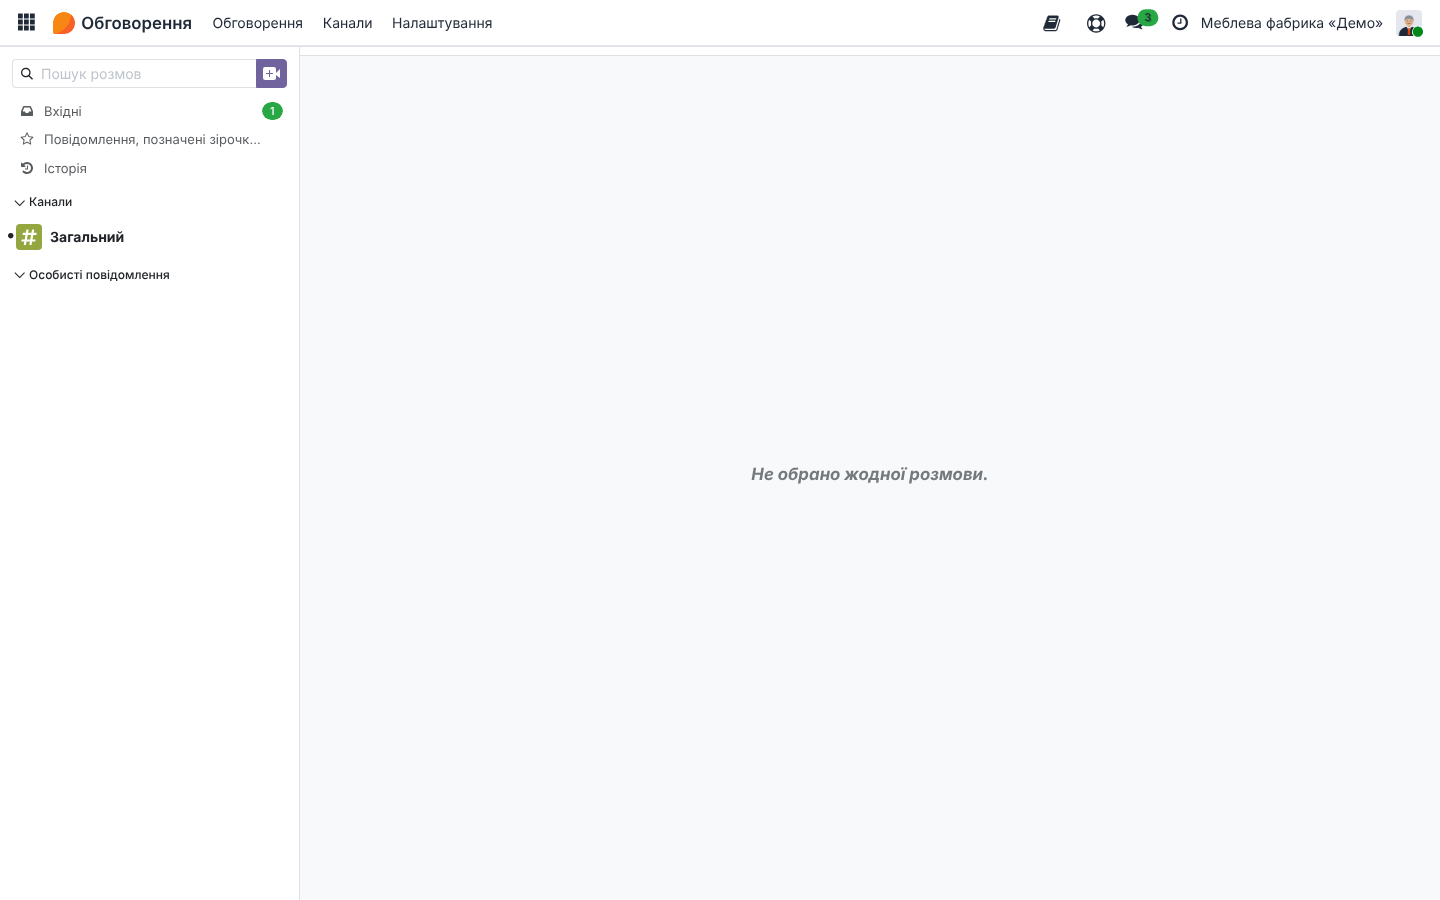 Обговорення Обговорення Канали Налаштування 3 Меблева фабрика «Демо»
Пошук розмов
Вхідні 1
Повідомлення, позначені зірочк...
Історія
Канали
# Загальний
Особисті повідомлення
Не обрано жодної розмови.